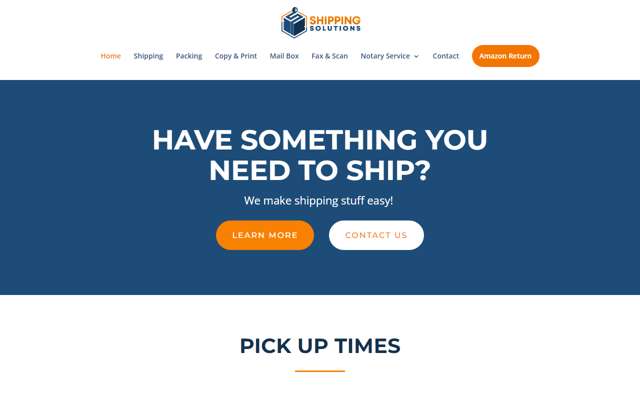 SHIPPING
SOLUTIONS
Home Shipping Packing Copy & Print Mail Box Fax & Scan Notary Service Contact Amazon Return
HAVE SOMETHING YOU
NEED TO SHIP?
We make shipping stuff easy!
LEARN MORE CONTACT US
PICK UP TIMES